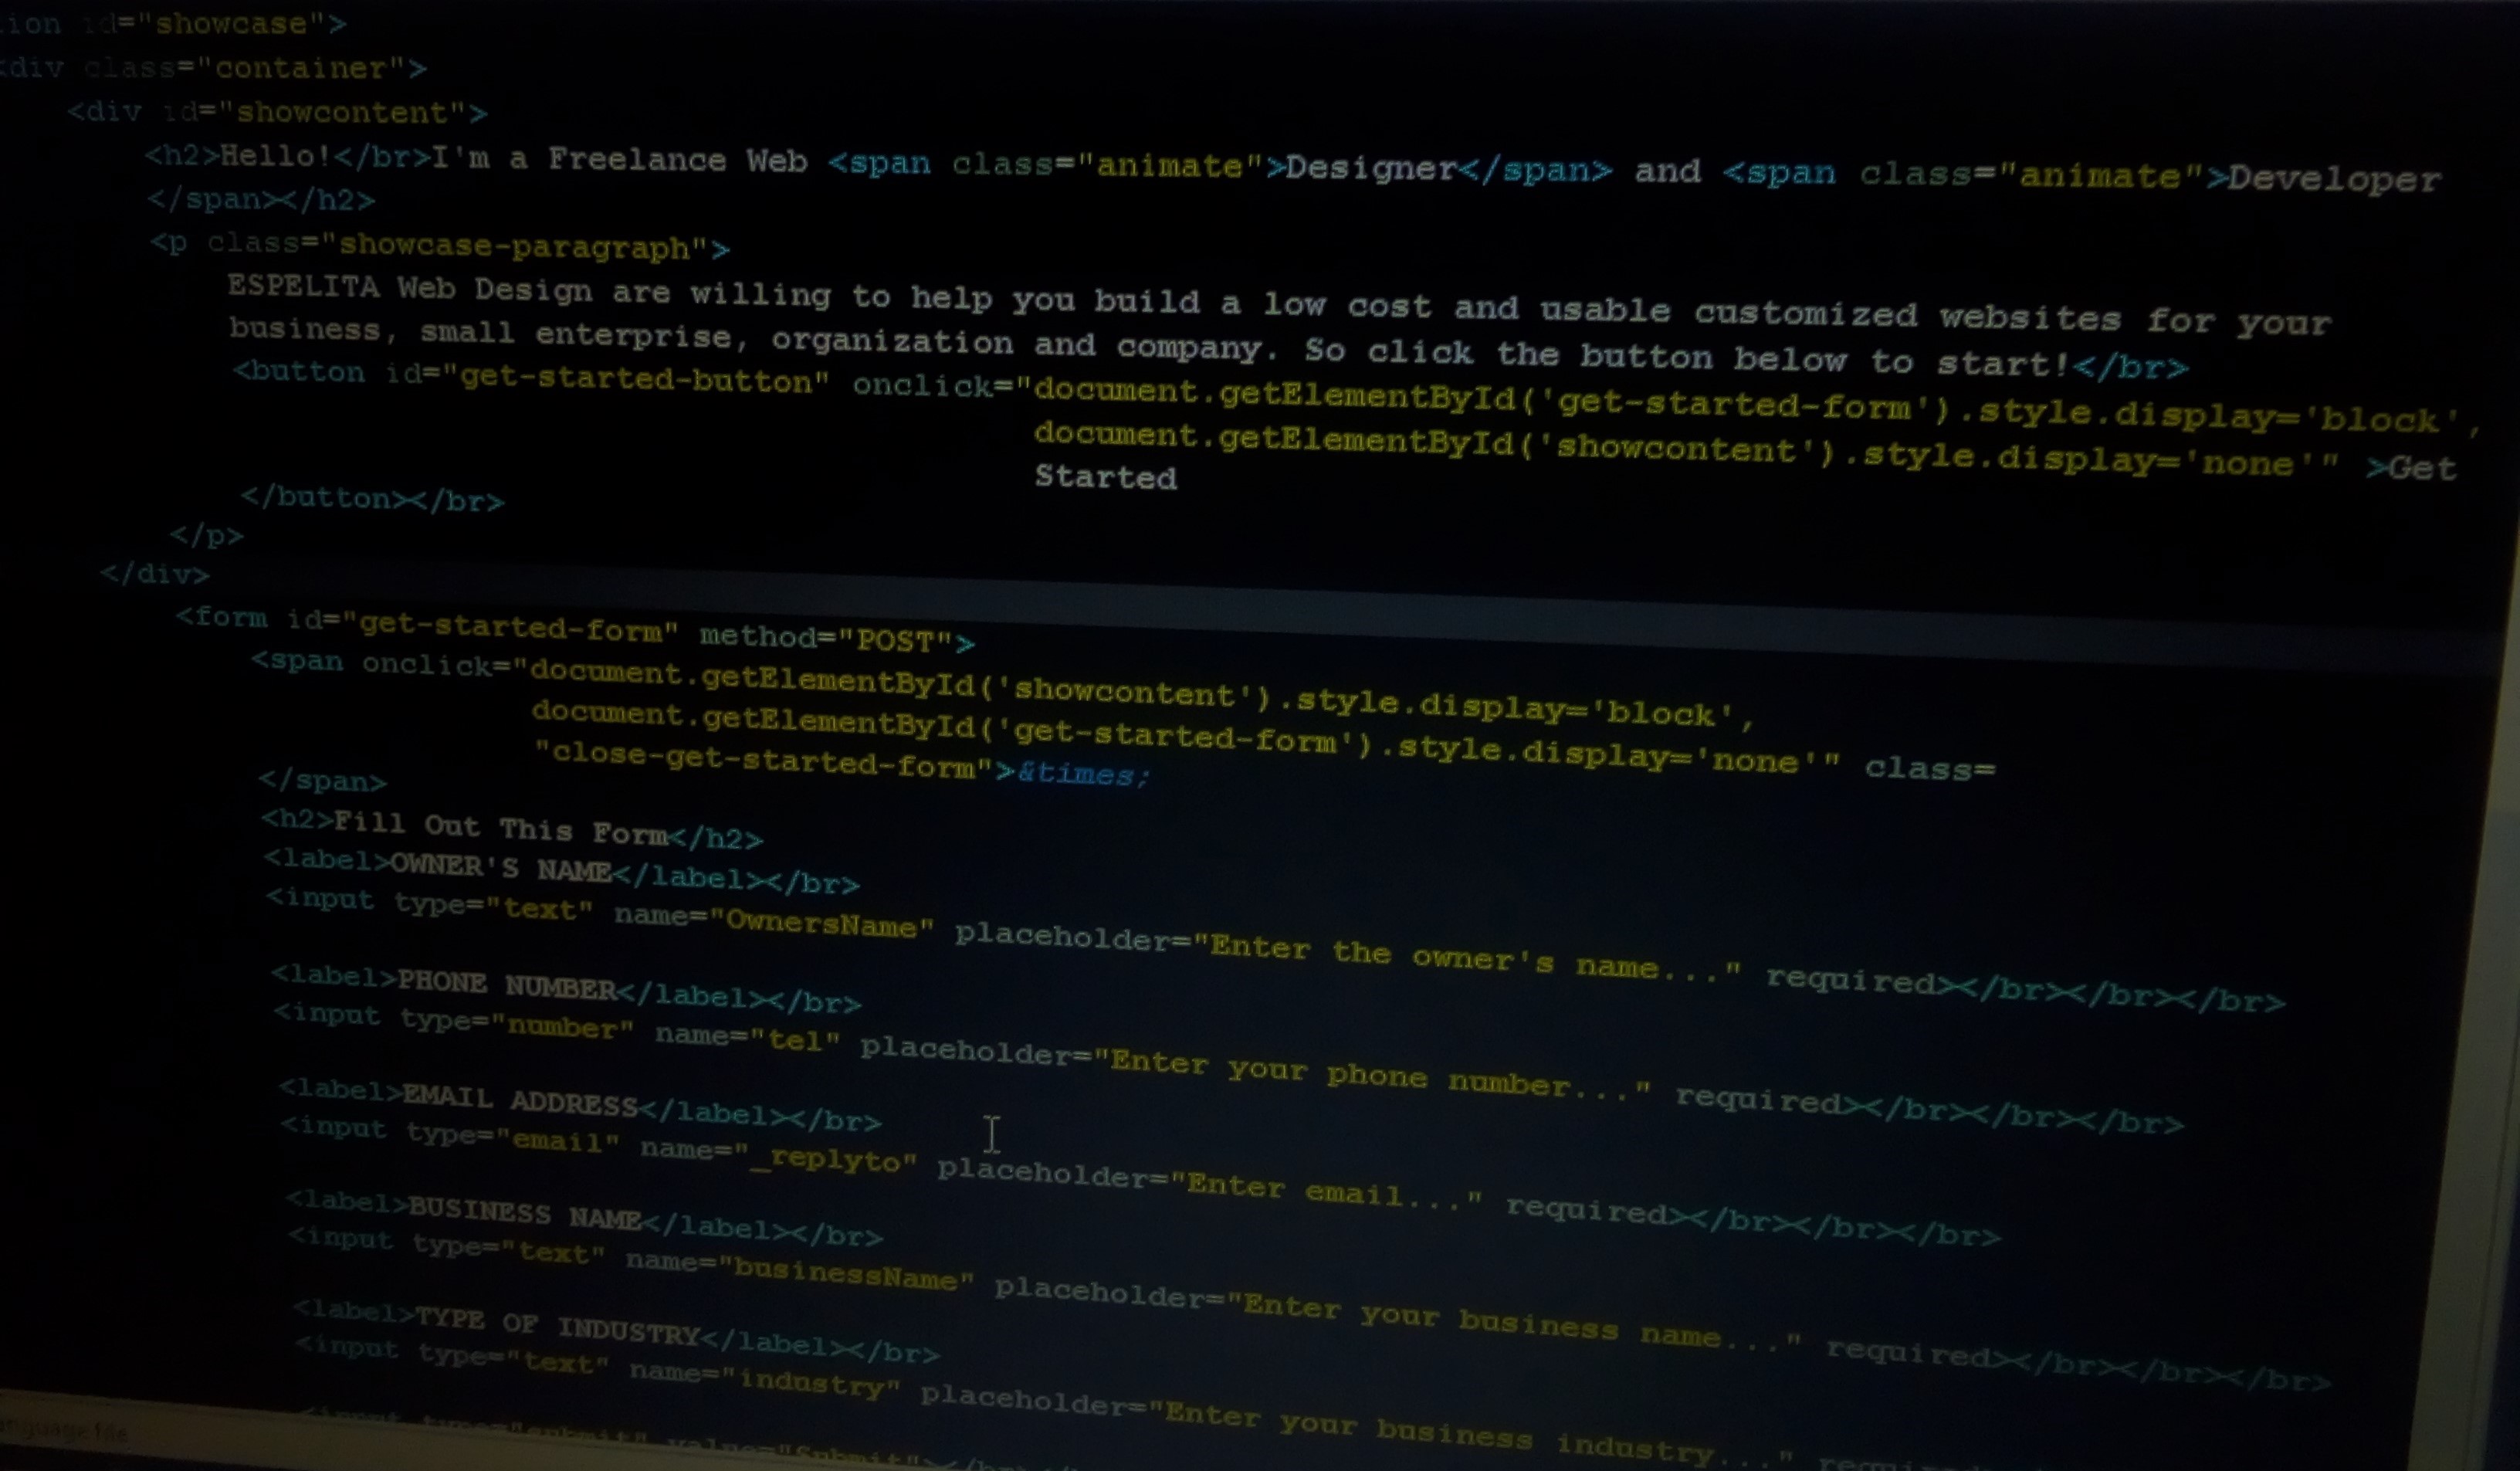 ion id="showcase">
<div class="container">
<div id="showcontent">
<h2>Hello!</br>I'm a Freelance Web <span class="animate">Designer</span> and <span class="animate">Developer
</span></h2>
<p class="showcase-paragraph">
ESPELITA Web Design are willing to help you build a low cost and usable customized websites for your
business, small enterprise, organization and company. So click the button below to start!</br>
<button id="get-started-button" onclick="document.getElementById('get-started-form').style.display='block',
document.getElementById('showcontent').style.display='none'" >Get
Started
</button></br>
</p>
</div>
<form id="get-started-form" method="POST">
<span onclick="document.getElementById('showcontent').style.display='block',
document.getElementById('get-started-form').style.display='none'" class=
"close-get-started-form">&times;
</span>
<h2>Fill Out This Form</h2>
<label>OWNER'S NAME</label></br>
<input type="text" name="OwnersName" placeholder="Enter the owner's name..." required></br></br></br>
<label>PHONE NUMBER</label></br>
<input type="number" name="tel" placeholder="Enter your phone number..." required></br></br></br>
<label>EMAIL ADDRESS</label></br>
<input type="email" name="_replyto" placeholder="Enter email..." required></br></br></br>
<label>BUSINESS NAME</label></br>
<input type="text" name="businessName" placeholder="Enter your business name..." required></br></br></br>
<label>TYPE OF INDUSTRY</label></br>
<input type="text" name="industry" placeholder="Enter your business industry..."
<input type="submit" value="Submit"></br>